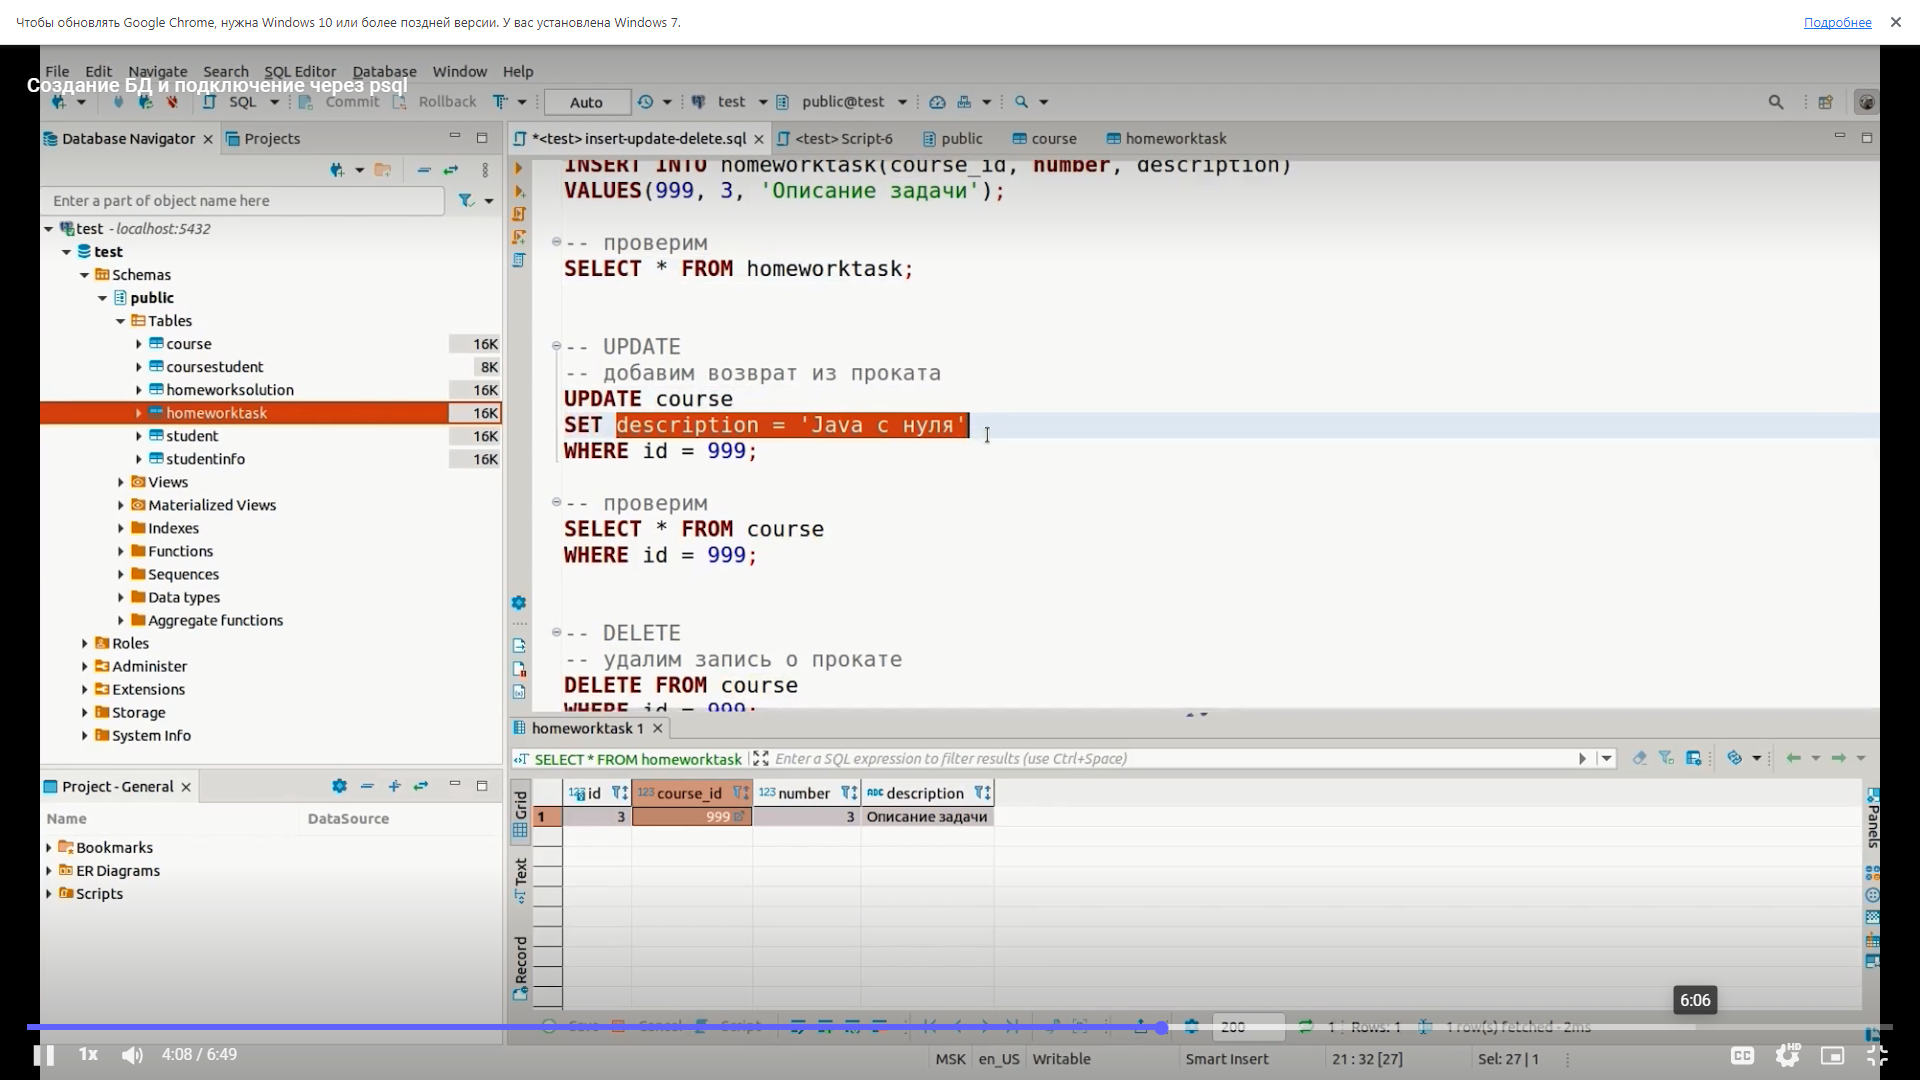 Чтобы обновлять Google Chrome, нужна Windows 10 или более поздней версии. У вас установлена Windows 7.
Подробнее
File Edit Navigate Search SQL Editor Database Window Help
Создание БД и подключение через psql
SQL Commit Rollback Auto test public@test
Database Navigator Projects
*<test> insert-update-delete.sql <test> Script-6 public course homeworktask
Enter a part of object name here
test - localhost:5432
test
Schemas
public
Tables
course 16K
coursestudent 8K
homeworksolution 16K
homeworktask 16K
student 16K
studentinfo 16K
Views
Materialized Views
Indexes
Functions
Sequences
Data types
Aggregate functions
Roles
Administer
Extensions
Storage
System Info
INSERT INTO homeworktask(course_id, number, description)
VALUES(999, 3, 'Описание задачи');
-- проверим
SELECT * FROM homeworktask;
-- UPDATE
-- добавим возврат из проката
UPDATE course
SET description = 'Java с нуля'
WHERE id = 999;
-- проверим
SELECT * FROM course
WHERE id = 999;
-- DELETE
-- удалим запись о прокате
DELETE FROM course
WHERE id = 999;
Project - General
Name DataSource
Bookmarks
ER Diagrams
Scripts
homeworktask 1
SELECT * FROM homeworktask Enter a SQL expression to filter results (use Ctrl+Space)
Grid
Text
Record
Panels
123 id 123 course_id 123 number ABC description
1 3 999 3 Описание задачи
6:06
Save Cancel Script 200 1 Rows: 1 1 row(s) fetched - 2ms
1x 4:08 / 6:49
MSK en_US Writable Smart Insert 21 : 32 [27] Sel: 27 | 1
CC HD